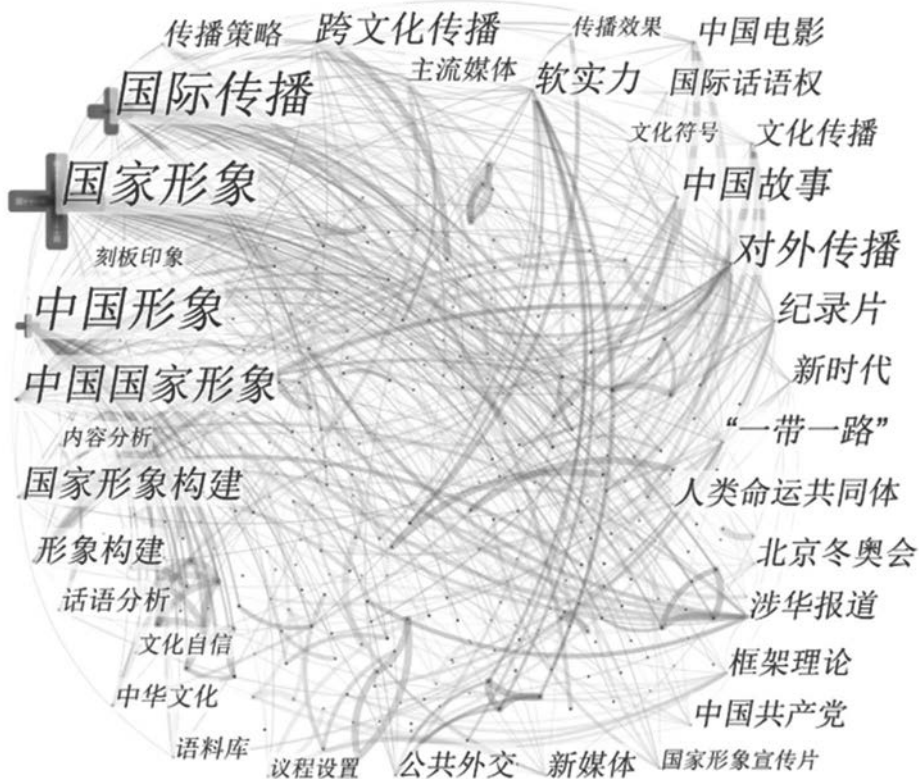 传播策略
跨文化传播
传播效果
中国电影
主流媒体
软实力
国际话语权
国际传播
文化符号
文化传播
国家形象
中国故事
刻板印象
对外传播
中国形象
纪录片
中国国家形象
新时代
内容分析
“一带一路”
国家形象构建
人类命运共同体
形象构建
北京冬奥会
话语分析
涉华报道
文化自信
框架理论
中华文化
中国共产党
语料库
议程设置
公共外交
新媒体
国家形象宣传片